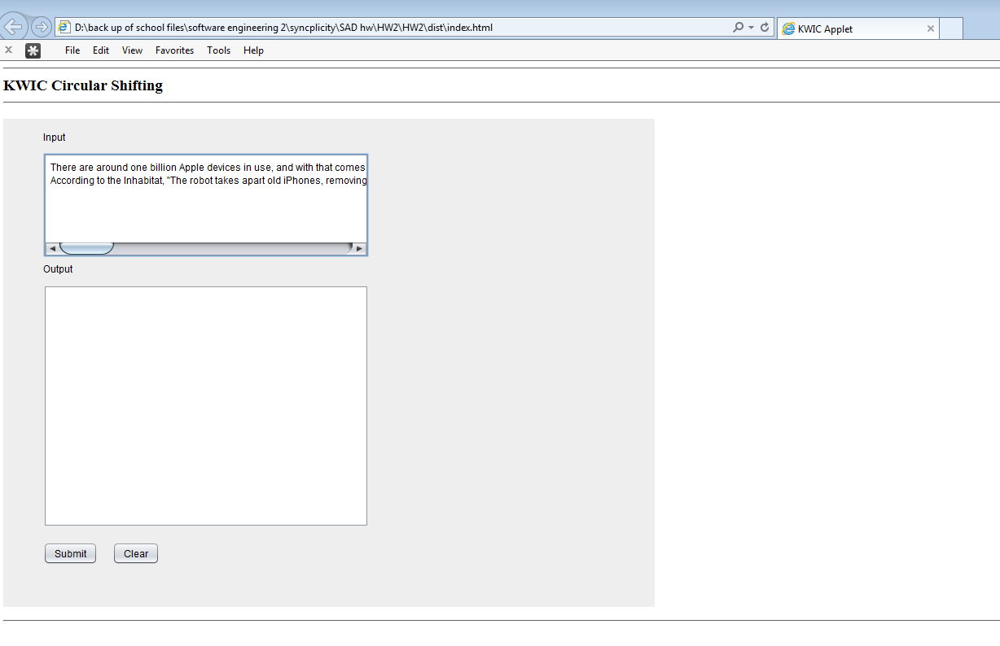 D:\back up of school files\software engineering 2\syncplicity\SAD hw\HW2\HW2\dist\index.html
KWIC Applet
File Edit View Favorites Tools Help
KWIC Circular Shifting
Input
There are around one billion Apple devices in use, and with that comes
According to the Inhabitat, "The robot takes apart old iPhones, removing
Output
Submit Clear